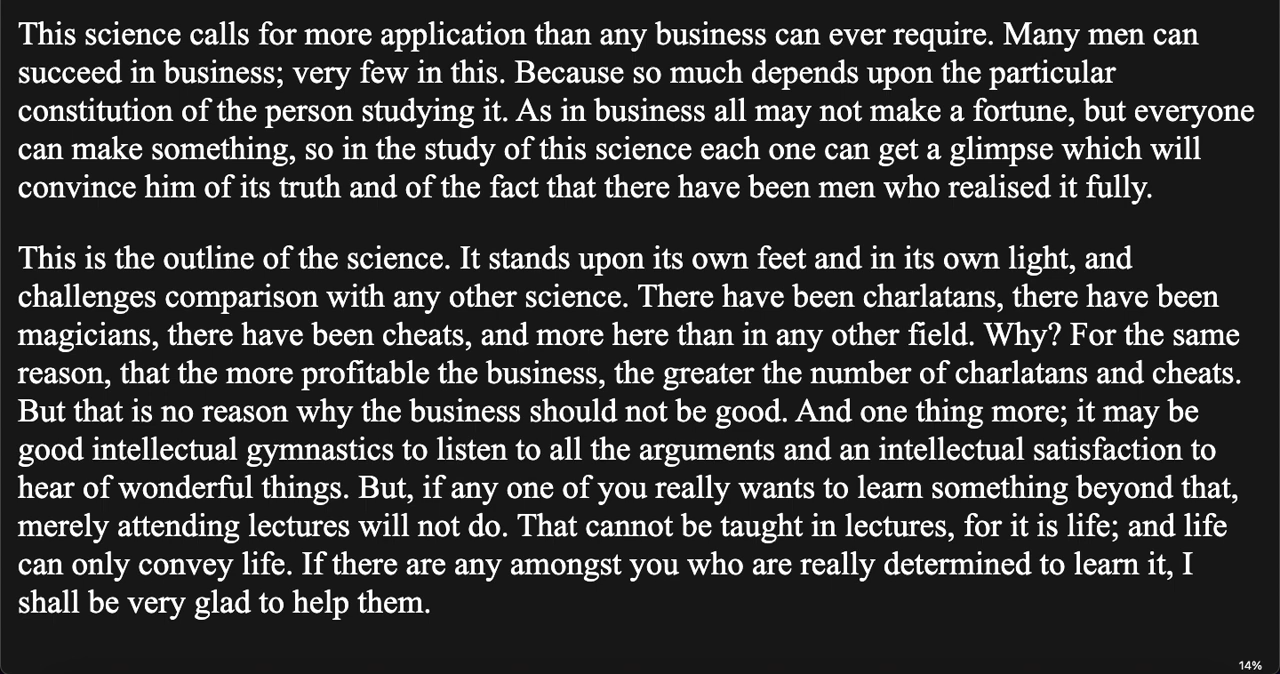 This science calls for more application than any business can ever require. Many men can
succeed in business; very few in this. Because so much depends upon the particular
constitution of the person studying it. As in business all may not make a fortune, but everyone
can make something, so in the study of this science each one can get a glimpse which will
convince him of its truth and of the fact that there have been men who realised it fully.
This is the outline of the science. It stands upon its own feet and in its own light, and
challenges comparison with any other science. There have been charlatans, there have been
magicians, there have been cheats, and more here than in any other field. Why? For the same
reason, that the more profitable the business, the greater the number of charlatans and cheats.
But that is no reason why the business should not be good. And one thing more; it may be
good intellectual gymnastics to listen to all the arguments and an intellectual satisfaction to
hear of wonderful things. But, if any one of you really wants to learn something beyond that,
merely attending lectures will not do. That cannot be taught in lectures, for it is life; and life
can only convey life. If there are any amongst you who are really determined to learn it, I
shall be very glad to help them.
14%